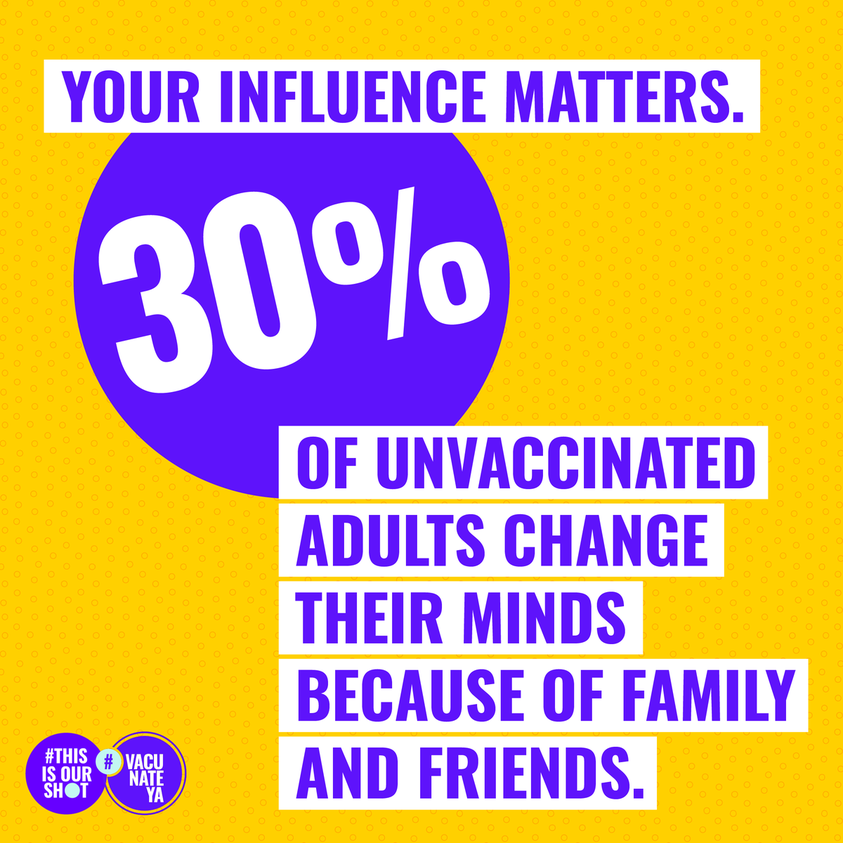 YOUR INFLUENCE MATTERS.
30%
OF UNVACCINATED
ADULTS CHANGE
THEIR MINDS
BECAUSE OF FAMILY
AND FRIENDS.
#THIS
IS OUR
SHOT
#
VACU
NATE
YA